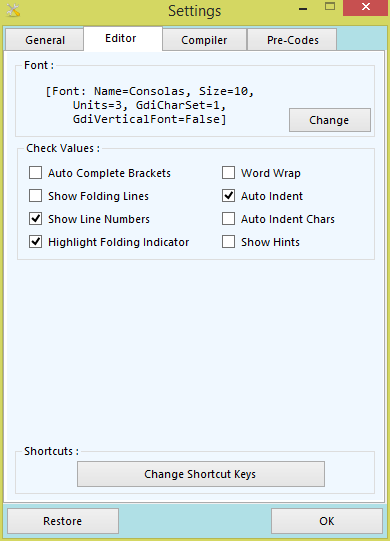 Settings
General Editor Compiler Pre-Codes
Font :
[Font: Name=Consolas, Size=10,
Units=3, GdiCharSet=1,
GdiVerticalFont=False]
Change
Check Values :
Auto Complete Brackets Word Wrap
Show Folding Lines Auto Indent
Show Line Numbers Auto Indent Chars
Highlight Folding Indicator Show Hints
Shortcuts :
Change Shortcut Keys
Restore OK